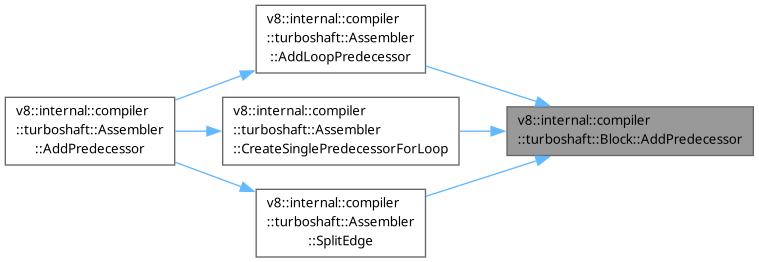 v8::internal::compiler
::turboshaft::Assembler
::AddLoopPredecessor
v8::internal::compiler
::turboshaft::Assembler
::AddPredecessor
v8::internal::compiler
::turboshaft::Assembler
::CreateSinglePredecessorForLoop
v8::internal::compiler
::turboshaft::Block::AddPredecessor
v8::internal::compiler
::turboshaft::Assembler
::SplitEdge